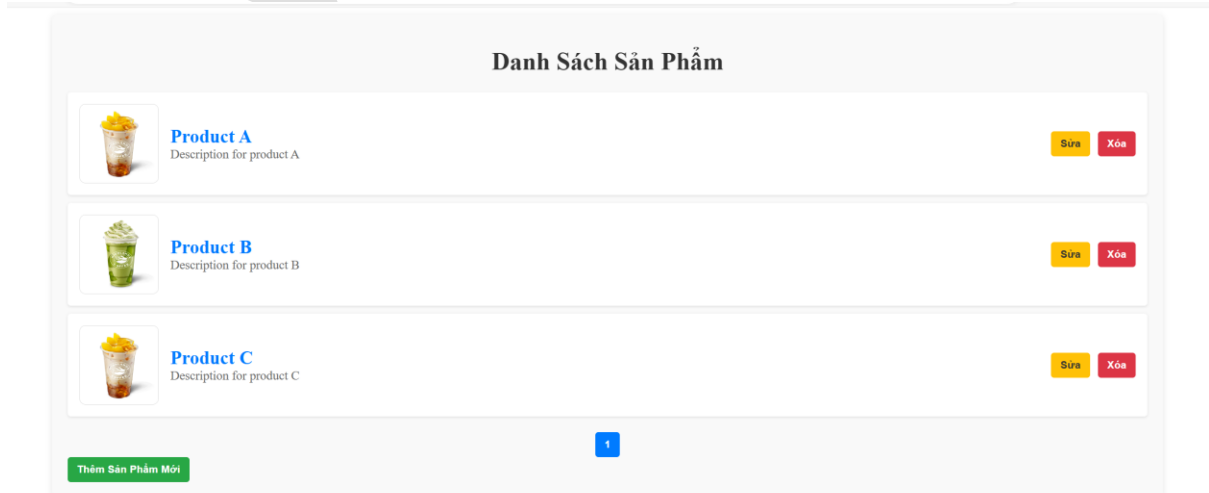 Danh Sách Sản Phẩm
Product A
Description for product A
Sửa Xóa
Product B
Description for product B
Sửa Xóa
Product C
Description for product C
Sửa Xóa
1
Thêm Sản Phẩm Mới